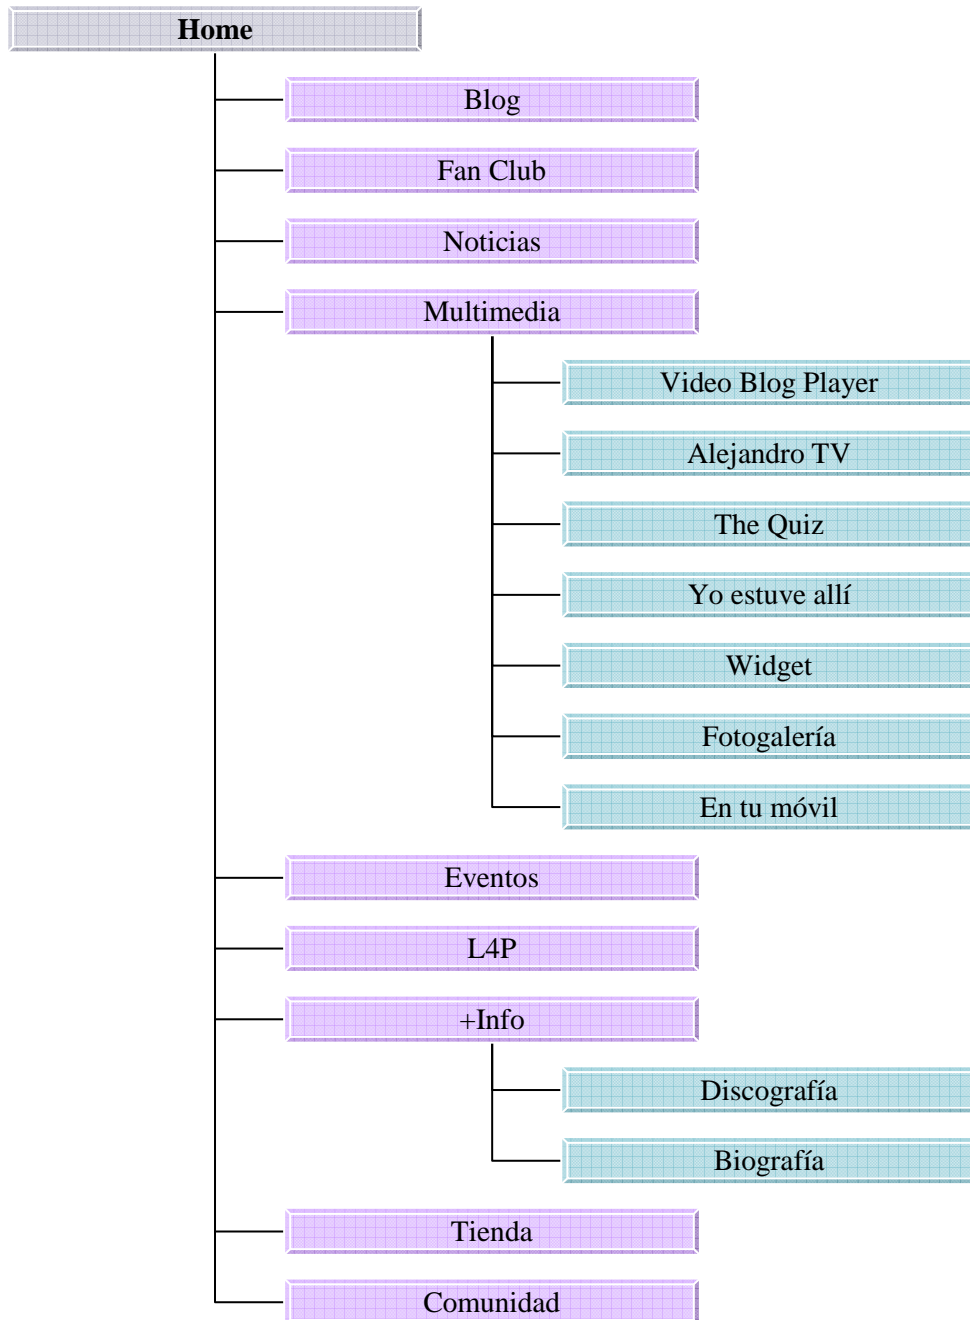 Home
Blog
Fan Club
Noticias
Multimedia
Video Blog Player
Alejandro TV
The Quiz
Yo estuve allí
Widget
Fotogalería
En tu móvil
Eventos
L4P
+Info
Discografía
Biografía
Tienda
Comunidad